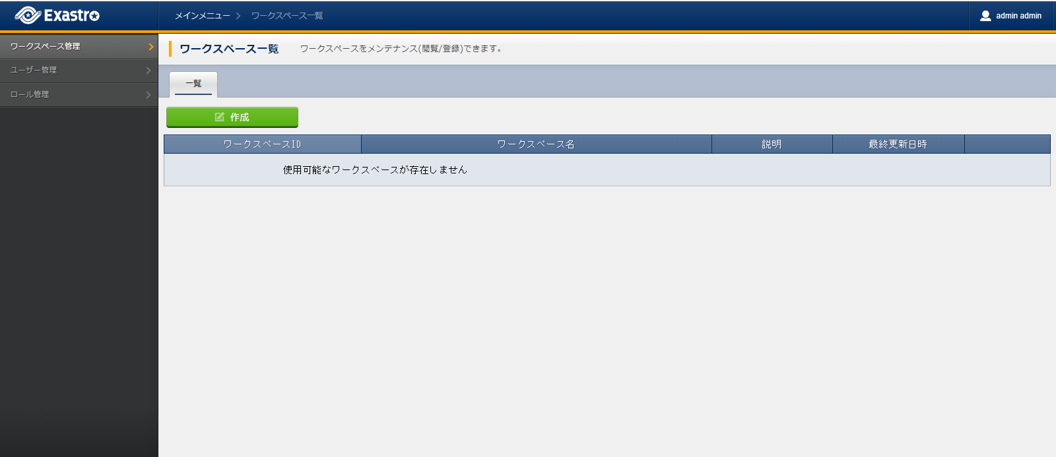 Exastro
メインメニュー ワークスペース一覧
admin admin
ワークスペース管理
ユーザー管理
ロール管理
ワークスペース一覧 ワークスペースをメンテナンス(閲覧/登録)できます。
一覧
作成
ワークスペースID ワークスペース名 説明 最終更新日時
使用可能なワークスペースが存在しません